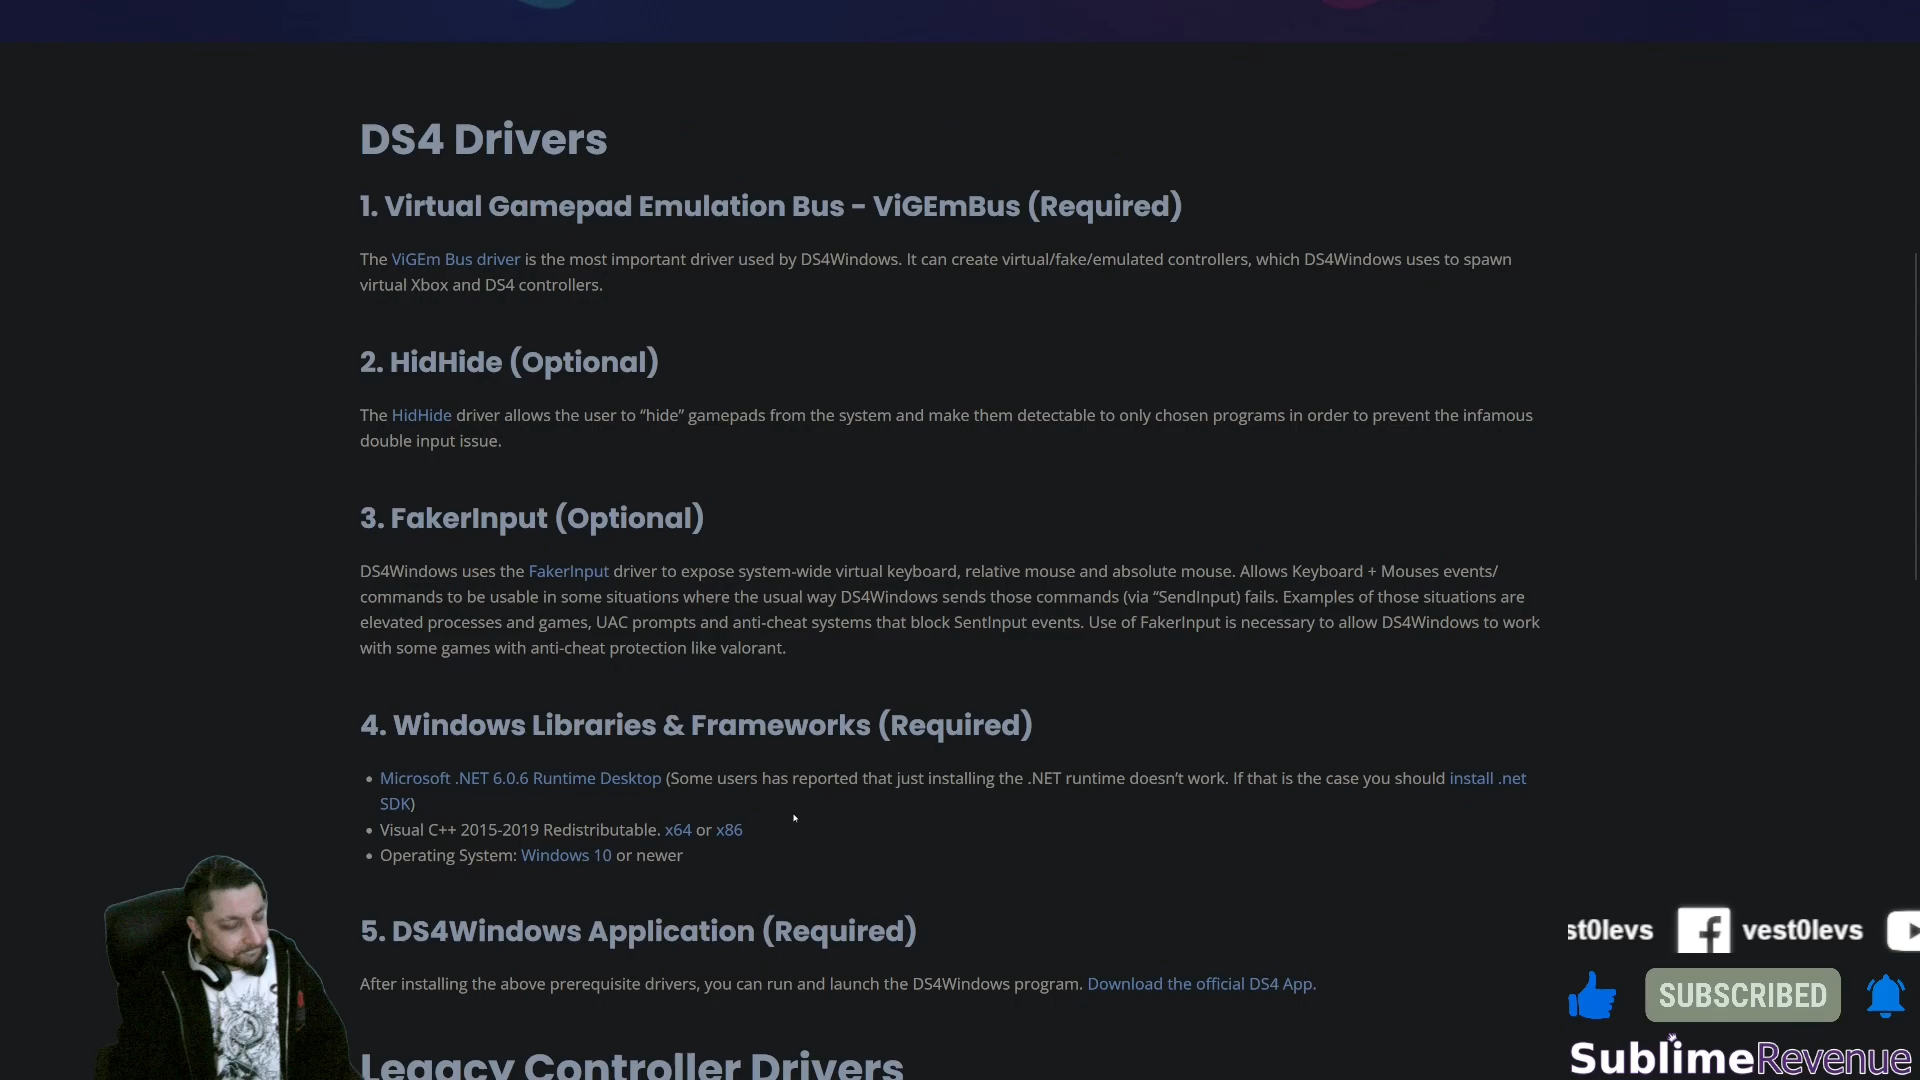 DS4 Drivers
1. Virtual Gamepad Emulation Bus – ViGEmBus (Required)
The ViGEm Bus driver is the most important driver used by DS4Windows. It can create virtual/fake/emulated controllers, which DS4Windows uses to spawn
virtual Xbox and DS4 controllers.
2. HidHide (Optional)
The HidHide driver allows the user to “hide” gamepads from the system and make them detectable to only chosen programs in order to prevent the infamous
double input issue.
3. FakerInput (Optional)
DS4Windows uses the FakerInput driver to expose system-wide virtual keyboard, relative mouse and absolute mouse. Allows Keyboard + Mouses events/
commands to be usable in some situations where the usual way DS4Windows sends those commands (via “SendInput) fails. Examples of those situations are
elevated processes and games, UAC prompts and anti-cheat systems that block SentInput events. Use of FakerInput is necessary to allow DS4Windows to work
with some games with anti-cheat protection like valorant.
4. Windows Libraries & Frameworks (Required)
• Microsoft .NET 6.0.6 Runtime Desktop (Some users has reported that just installing the .NET runtime doesn’t work. If that is the case you should install .net
SDK)
• Visual C++ 2015-2019 Redistributable. x64 or x86
• Operating System: Windows 10 or newer
5. DS4Windows Application (Required)
After installing the above prerequisite drivers, you can run and launch the DS4Windows program. Download the official DS4 App.
Legacy Controller Drivers
st0levs vest0levs
SUBSCRIBED
SublimeRevenue